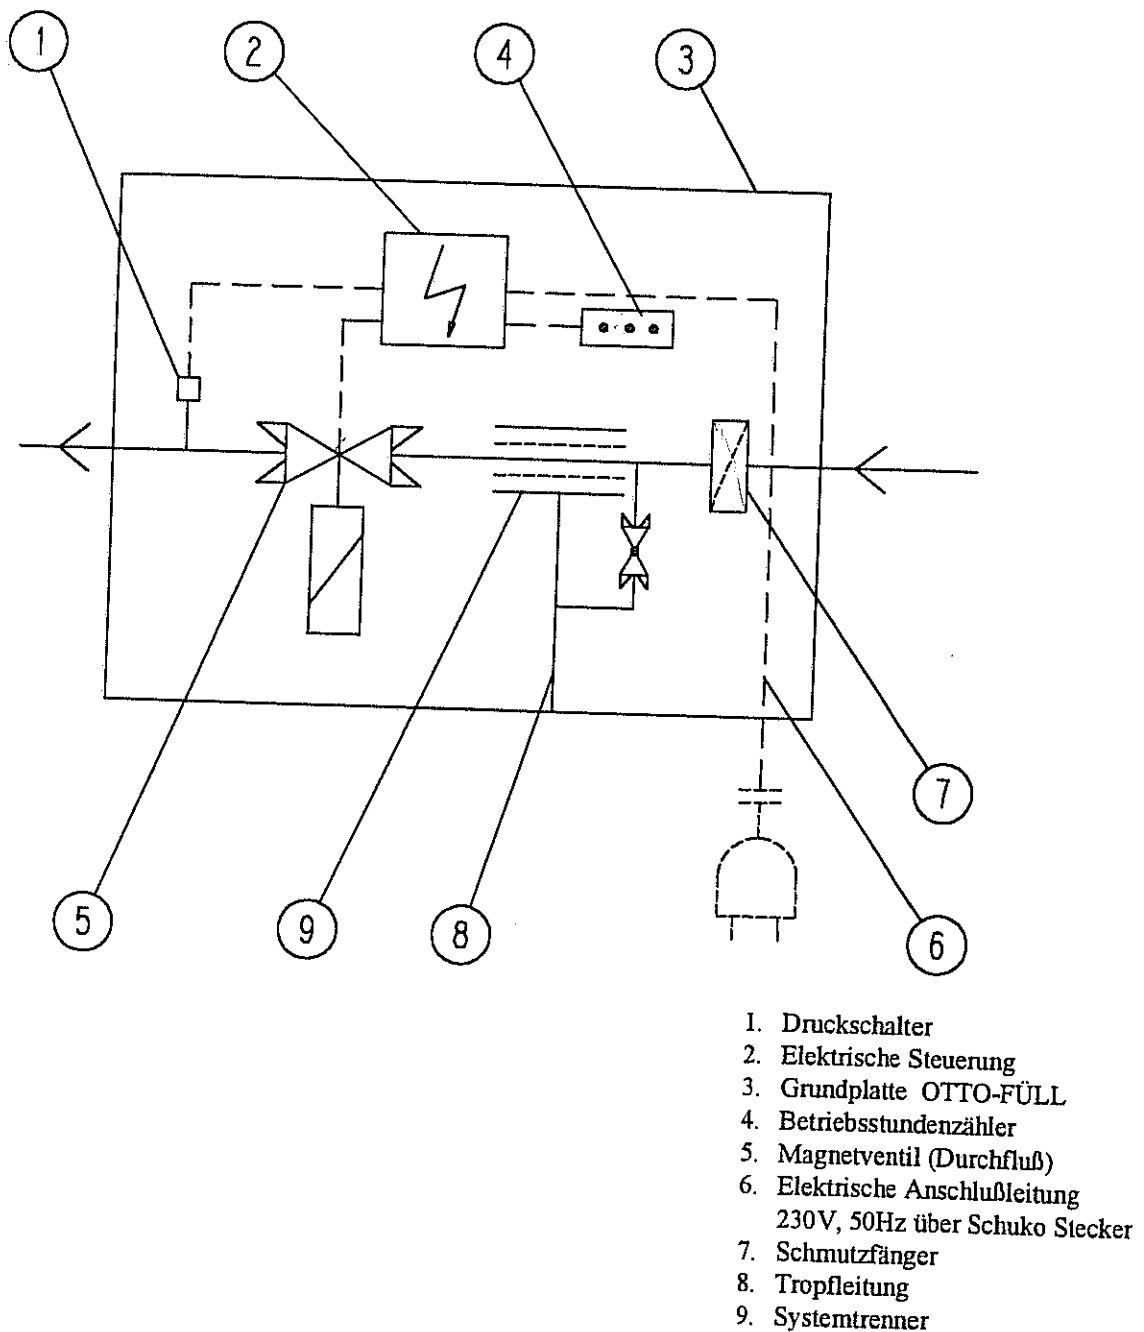 1
2
4
3
7
5
9
8
6
1. Druckschalter
2. Elektrische Steuerung
3. Grundplatte OTTO-FÜLL
4. Betriebsstundenzähler
5. Magnetventil (Durchfluß)
6. Elektrische Anschlußleitung
230V, 50Hz über Schuko Stecker
7. Schmutzfänger
8. Tropfleitung
9. Systemtrenner